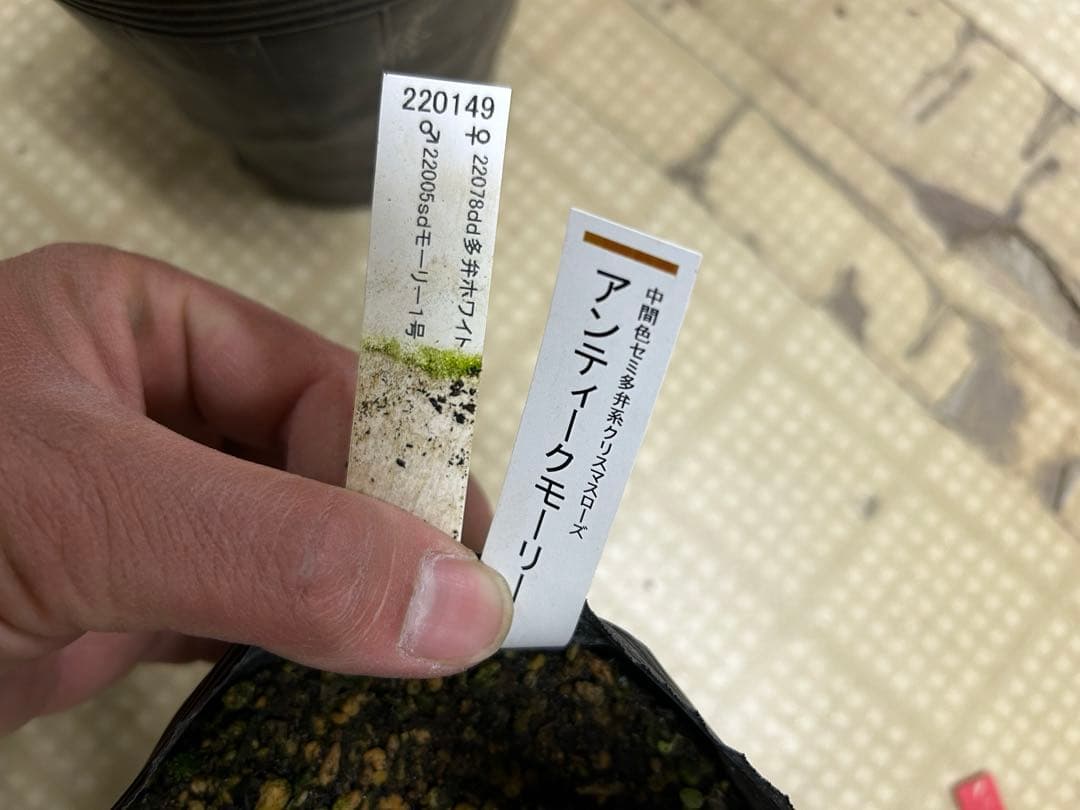 220149
♀22078dd多弁ホワイト
♂22005sdモーリー1号
中間色セミ多弁系クリスマスローズ
アンティークモーリー